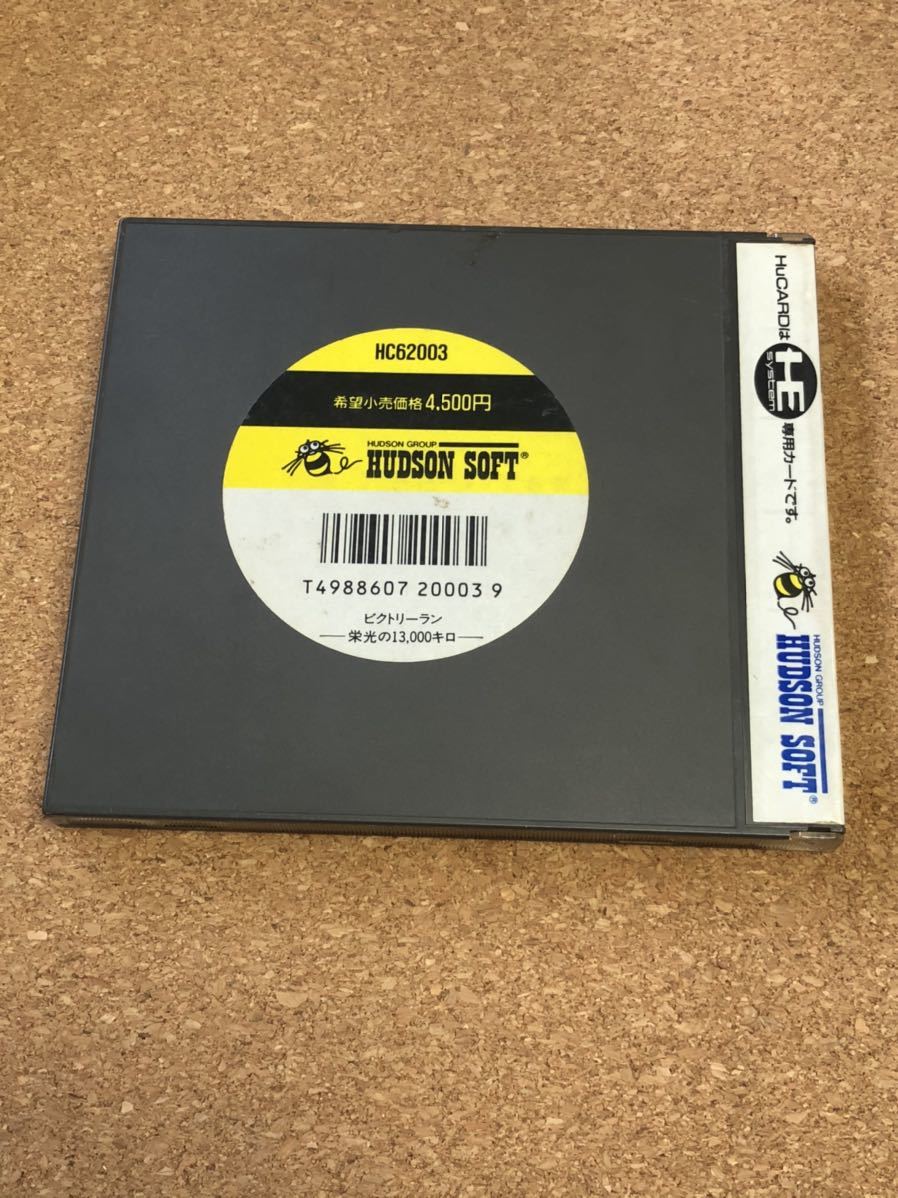 HC62003
希望小売価格 4,500円
HUDSON GROUP
HUDSON SOFT®
T4988607 20003 9
ビクトリーラン
栄光の13,000キロ
HuCARDは HE system 専用カードです。
HUDSON GROUP
HUDSON SOFT®